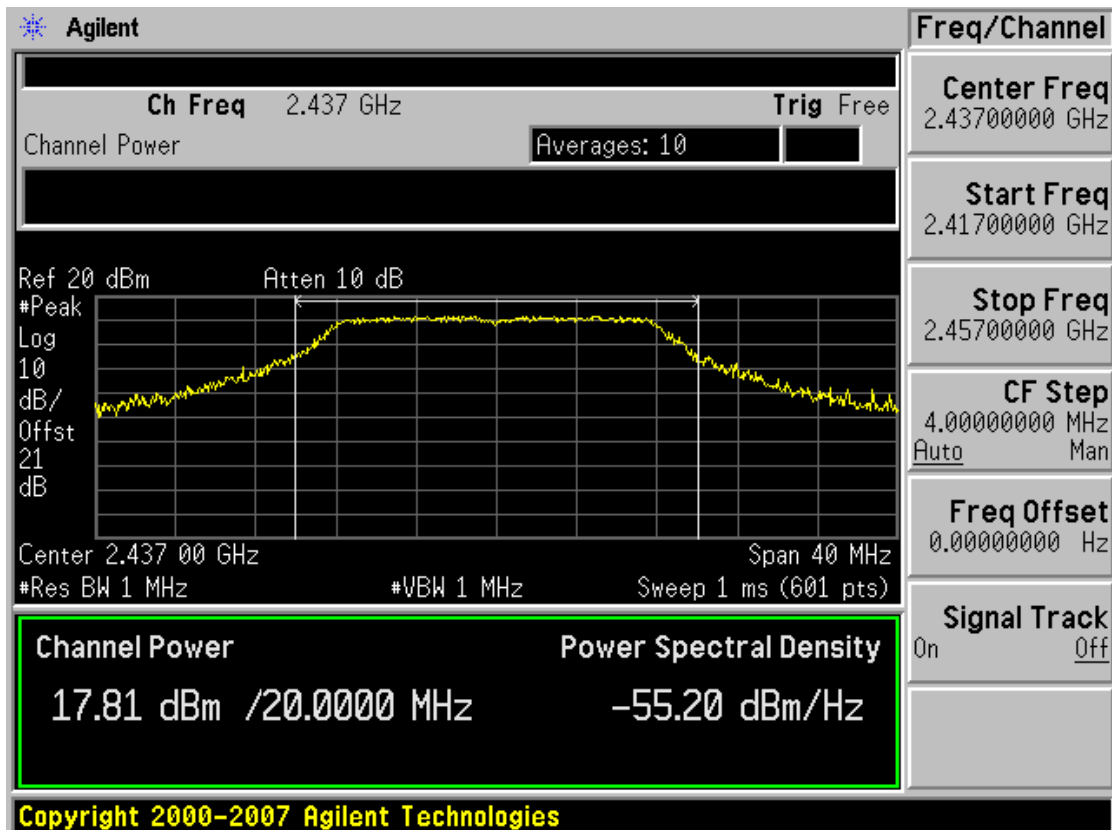 Agilent
Freq/Channel
Ch Freq 2.437 GHz Trig Free
Channel Power Averages: 10
Ref 20 dBm Atten 10 dB
#Peak
Log
10
dB/
Offst
21
dB
Center 2.437 00 GHz Span 40 MHz
#Res BW 1 MHz #VBW 1 MHz Sweep 1 ms (601 pts)
Channel Power Power Spectral Density
17.81 dBm /20.0000 MHz -55.20 dBm/Hz
Center Freq
2.43700000 GHz
Start Freq
2.41700000 GHz
Stop Freq
2.45700000 GHz
CF Step
4.00000000 MHz
Auto Man
Freq Offset
0.00000000 Hz
Signal Track
On Off
Copyright 2000-2007 Agilent Technologies